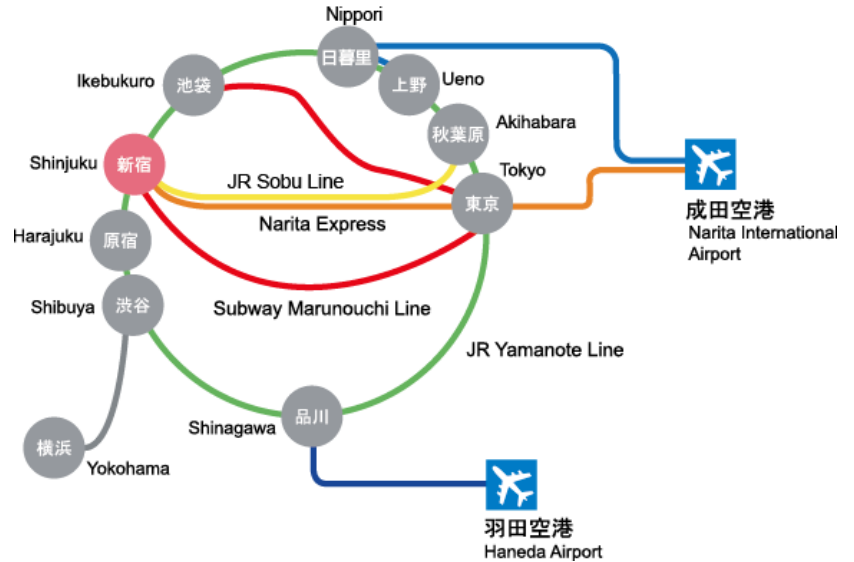 Nippori
日暮里
Ikebukuro
池袋
上野
Ueno
秋葉原
Akihabara
Shinjuku
新宿
JR Sobu Line
Tokyo
東京
Narita Express
成田空港
Narita International
Airport
Harajuku
原宿
Shibuya
渋谷
Subway Marunouchi Line
JR Yamanote Line
Shinagawa
品川
横浜
Yokohama
羽田空港
Haneda Airport